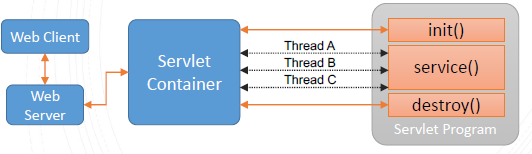 Web Client
Web
Server
Servlet
Container
Thread A
Thread B
Thread C
init()
service()
destroy()
Servlet Program